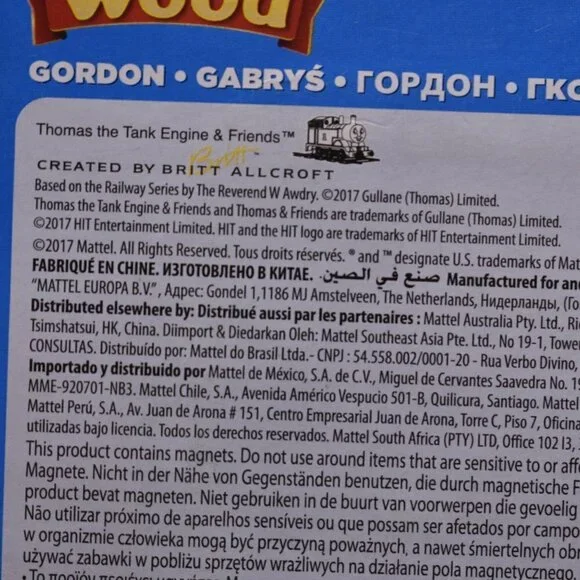 Wood
GORDON • GABRYŚ • ГОРДОН • ΓΚΟ
Thomas the Tank Engine & Friends™
CREATED BY BRITT ALLCROFT
Based on the Railway Series by The Reverend W Awdry. ©2017 Gullane (Thomas) Limited.
Thomas the Tank Engine & Friends and Thomas & Friends are trademarks of Gullane (Thomas) Limited.
©2017 HIT Entertainment Limited. HIT and the HIT logo are trademarks of HIT Entertainment Limited.
©2017 Mattel. All Rights Reserved. Tous droits réservés. ® and ™ designate U.S. trademarks of Mat
FABRIQUÉ EN CHINE. ИЗГОТОВЛЕНО В КИТАЕ. صنع في الصين. Manufactured for and
"MATTEL EUROPA B.V.", Адрес: Gondel 1,1186 MJ Amstelveen, The Netherlands, Нидерланды, (Го
Distributed elsewhere by: Distribué aussi par les partenaires : Mattel Australia Pty. Ltd., Ric
Tsimshatsui, HK, China. Diimport & Diedarkan Oleh: Mattel Southeast Asia Pte. Ltd., No 19-1, Tower
CONSULTAS. Distribuído por: Mattel do Brasil Ltda.- CNPJ : 54.558.002/0001-20 - Rua Verbo Divino,
Importado y distribuido por Mattel de México, S.A. de C.V., Miguel de Cervantes Saavedra No. 19
MME-920701-NB3. Mattel Chile, S.A., Avenida Américo Vespucio 501-B, Quilicura, Santiago. Mattel
Mattel Perú, S.A., Av. Juan de Arona # 151, Centro Empresarial Juan de Arona, Torre C, Piso 7, Oficina
utilizadas bajo licencia. Todos los derechos reservados. Mattel South Africa (PTY) LTD, Office 102 I3,
This product contains magnets. Do not use around items that are sensitive to or affe
Magnete. Nicht in der Nähe von Gegenständen benutzen, die durch magnetische F
product bevat magneten. Niet gebruiken in de buurt van voorwerpen die gevoelig
Não utilizar próximo de aparelhos sensíveis ou que possam ser afetados por campo
w organizmie człowieka mogą być przyczyną poważnych, a nawet śmiertelnych obr
używać zabawki w pobliżu sprzętów wrażliwych na działanie pola magnetycznego.
• Το προϊόν περιέχει